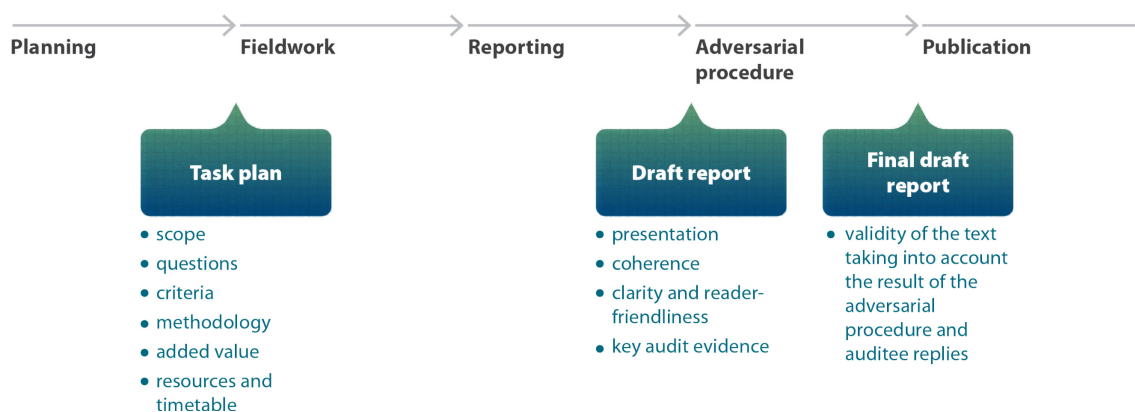 Planning
Fieldwork
Reporting
Adversarial
procedure
Publication
Task plan
• scope
• questions
• criteria
• methodology
• added value
• resources and
timetable
Draft report
• presentation
• coherence
• clarity and reader-
friendliness
• key audit evidence
Final draft
report
• validity of the text
taking into account
the result of the
adversarial
procedure and
auditee replies